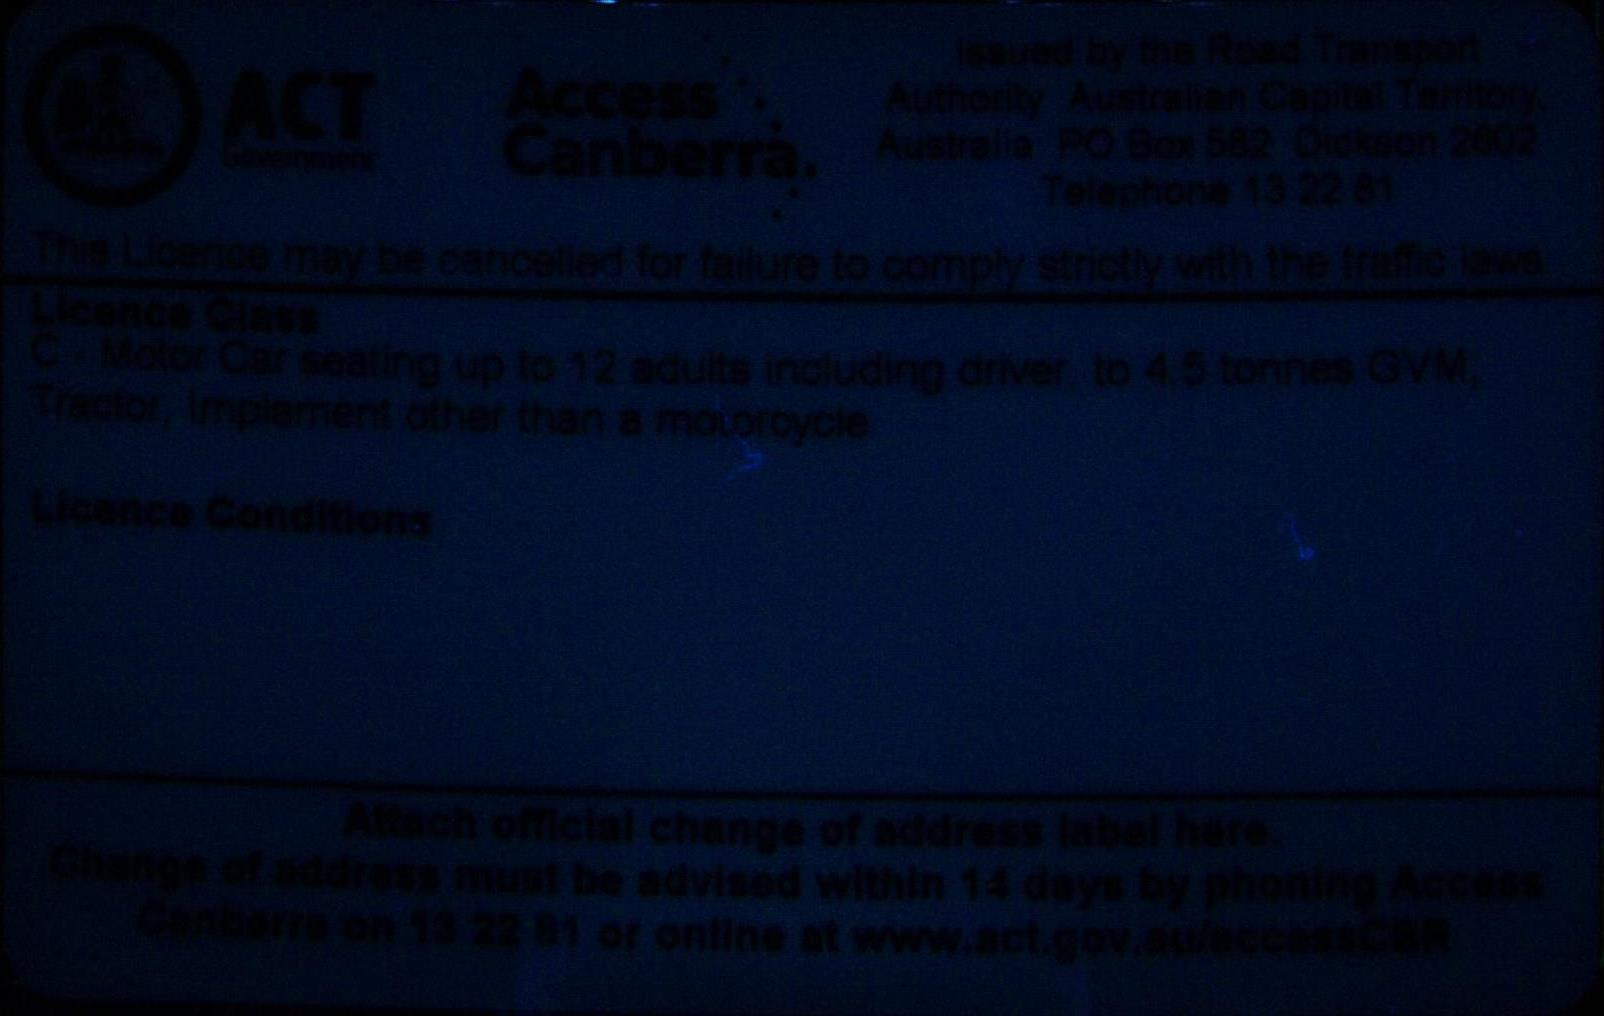 ACT
Government
Access
Canberra.
Issued by the Road Transport
Authority Australian Capital Territory,
Australia PO Box 582 Dickson 2602
Telephone 13 22 81
This Licence may be cancelled for failure to comply strictly with the traffic laws
Licence Class
C - Motor Car seating up to 12 adults including driver to 4.5 tonnes GVM;
Tractor, Implement other than a motorcycle
Licence Conditions
Attach official change of address label here.
Change of address must be advised within 14 days by phoning Access
Canberra on 13 22 81 or online at www.act.gov.au/accessCBR